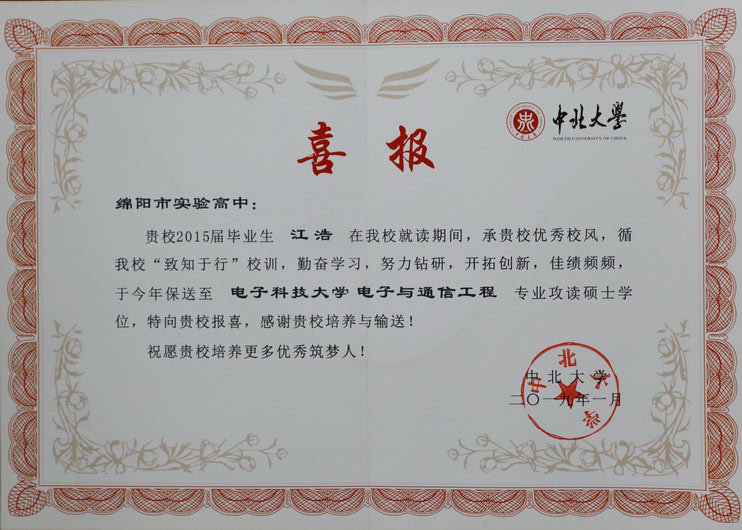 中北大學
NORTH UNIVERSITY OF CHINA
喜报
绵阳市实验高中：
贵校2015届毕业生 江浩 在我校就读期间，承贵校优秀校风，循
我校“致知于行”校训，勤奋学习，努力钻研，开拓创新，佳绩频频，
于今年保送至 电子科技大学 电子与通信工程 专业攻读硕士学
位，特向贵校报喜，感谢贵校培养与输送！
祝愿贵校培养更多优秀筑梦人！
中北大学
中北大学
二〇一九年一月